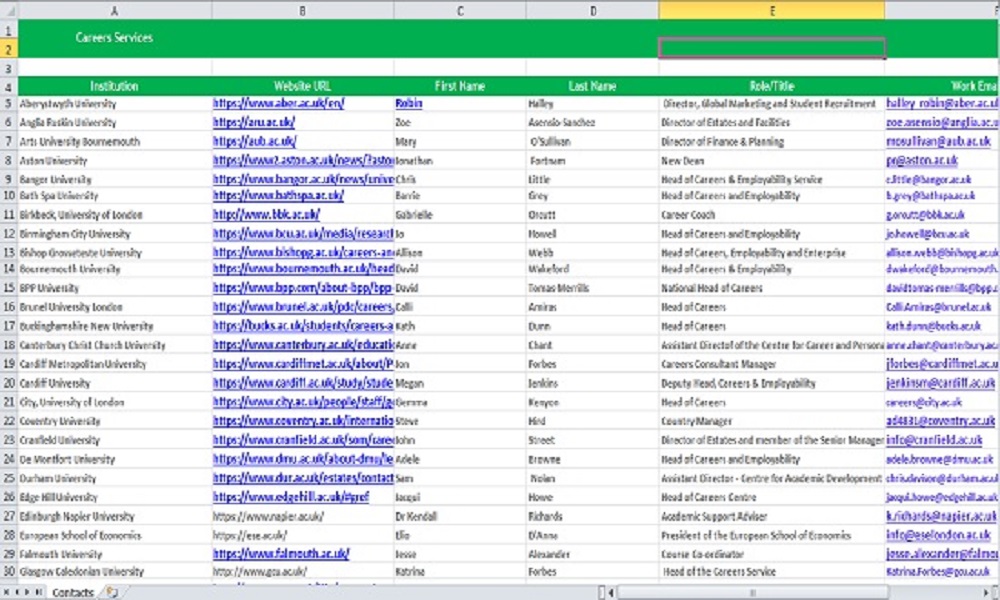 A B C D E F
1 Careers Services
2
3
4 Institution Website URL First Name Last Name Role/Title Work Ema
5 Aberystwyth University https://www.aber.ac.uk/en/ Robin Halley Director, Global Marketing and Student Recruitment halley_robin@aber.ac.u
6 Anglia Ruskin University https://aru.ac.uk/ Zoe Asensio-Sanchez Director of Estates and Facilities zoe.asensio@anglia.ac.u
7 Arts University Bournemouth https://aub.ac.uk/ Mary O'Sullivan Director of Finance & Planning mosullivan@aub.ac.uk
8 Aston University https://www2.aston.ac.uk/news/?asto Jonathan Fortnam New Dean pr@aston.ac.uk
9 Bangor University https://www.bangor.ac.uk/news/unive Chris Little Head of Careers & Employability Service c.little@bangor.ac.uk
10 Bath Spa University https://www.bathspa.ac.uk/ Barrie Grey Head of Careers and Employability b.grey@bathspa.ac.uk
11 Birkbeck, University of London http://www.bbk.ac.uk/ Gabrielle Orcutt Career Coach g.orcutt@bbk.ac.uk
12 Birmingham City University https://www.bcu.ac.uk/media/researc Jo Howell Head of Careers and Employability jo.howell@bcu.ac.uk
13 Bishop Grosseteste University https://www.bishopg.ac.uk/careers-an Allison Webb Head of Careers, Employability and Enterprise allison.webb@bishopg.ac.uk
14 Bournemouth University https://www.bournemouth.ac.uk/head David Wakeford Head of Careers & Employability dwakeford@bournemouth.
15 BPP University https://www.bpp.com/about-bpp/bpp- David Tomas Merrills National Head of Careers davidtomas-merrills@bpp.c
16 Brunel University London https://www.brunel.ac.uk/pdc/careers Calli Amiras Head of Careers Calli.Amiras@brunel.ac.uk
17 Buckinghamshire New University https://bucks.ac.uk/students/careers-a Kath Dunn Head of Careers kath.dunn@bucks.ac.uk
18 Canterbury Christ Church University https://www.canterbury.ac.uk/educati Anne Chant Assistant Director of the Centre for Career and Persona anne.chant@canterbury.ac.
19 Cardiff Metropolitan University https://www.cardiffmet.ac.uk/about/P Jon Forbes Careers Consultant Manager jforbes@cardiffmet.ac.u
20 Cardiff University https://www.cardiff.ac.uk/study/stude Megan Jenkins Deputy Head, Careers & Employability jenkinsm@cardiff.ac.uk
21 City, University of London https://www.city.ac.uk/people/staff/g Gemma Kenyon Head of Careers careers@city.ac.uk
22 Coventry University https://www.coventry.ac.uk/internatio Steve Hird Country Manager ad4831@coventry.ac.uk
23 Cranfield University https://www.cranfield.ac.uk/som/caree John Street Director of Estates and member of the Senior Manager info@cranfield.ac.uk
24 De Montfort University https://www.dmu.ac.uk/about-dmu/le Adele Browne Head of Careers and Employability adele.browne@dmu.ac.uk
25 Durham University https://www.dur.ac.uk/estates/contact Sam Nolan Assistant Director - Centre for Academic Development chris.davison@durham.ac.uk
26 Edge Hill University https://www.edgehill.ac.uk/#gref Jacqui Howe Head of Careers Centre jacqui.howe@edgehill.ac.uk
27 Edinburgh Napier University https://www.napier.ac.uk/ Dr Kendall Richards Academic Support Adviser k.richards@napier.ac.uk
28 European School of Economics https://ese.ac.uk/ Elio D'Anna President of the European School of Economics info@eselondon.ac.uk
29 Falmouth University https://www.falmouth.ac.uk/ Jesse Alexander Course Co-ordinator jesse.alexander@falmo
30 Glasgow Caledonian University http://www.gcu.ac.uk/ Katrina Forbes Head of the Careers Service Katrina.Forbes@gcu.ac.uk
Contacts